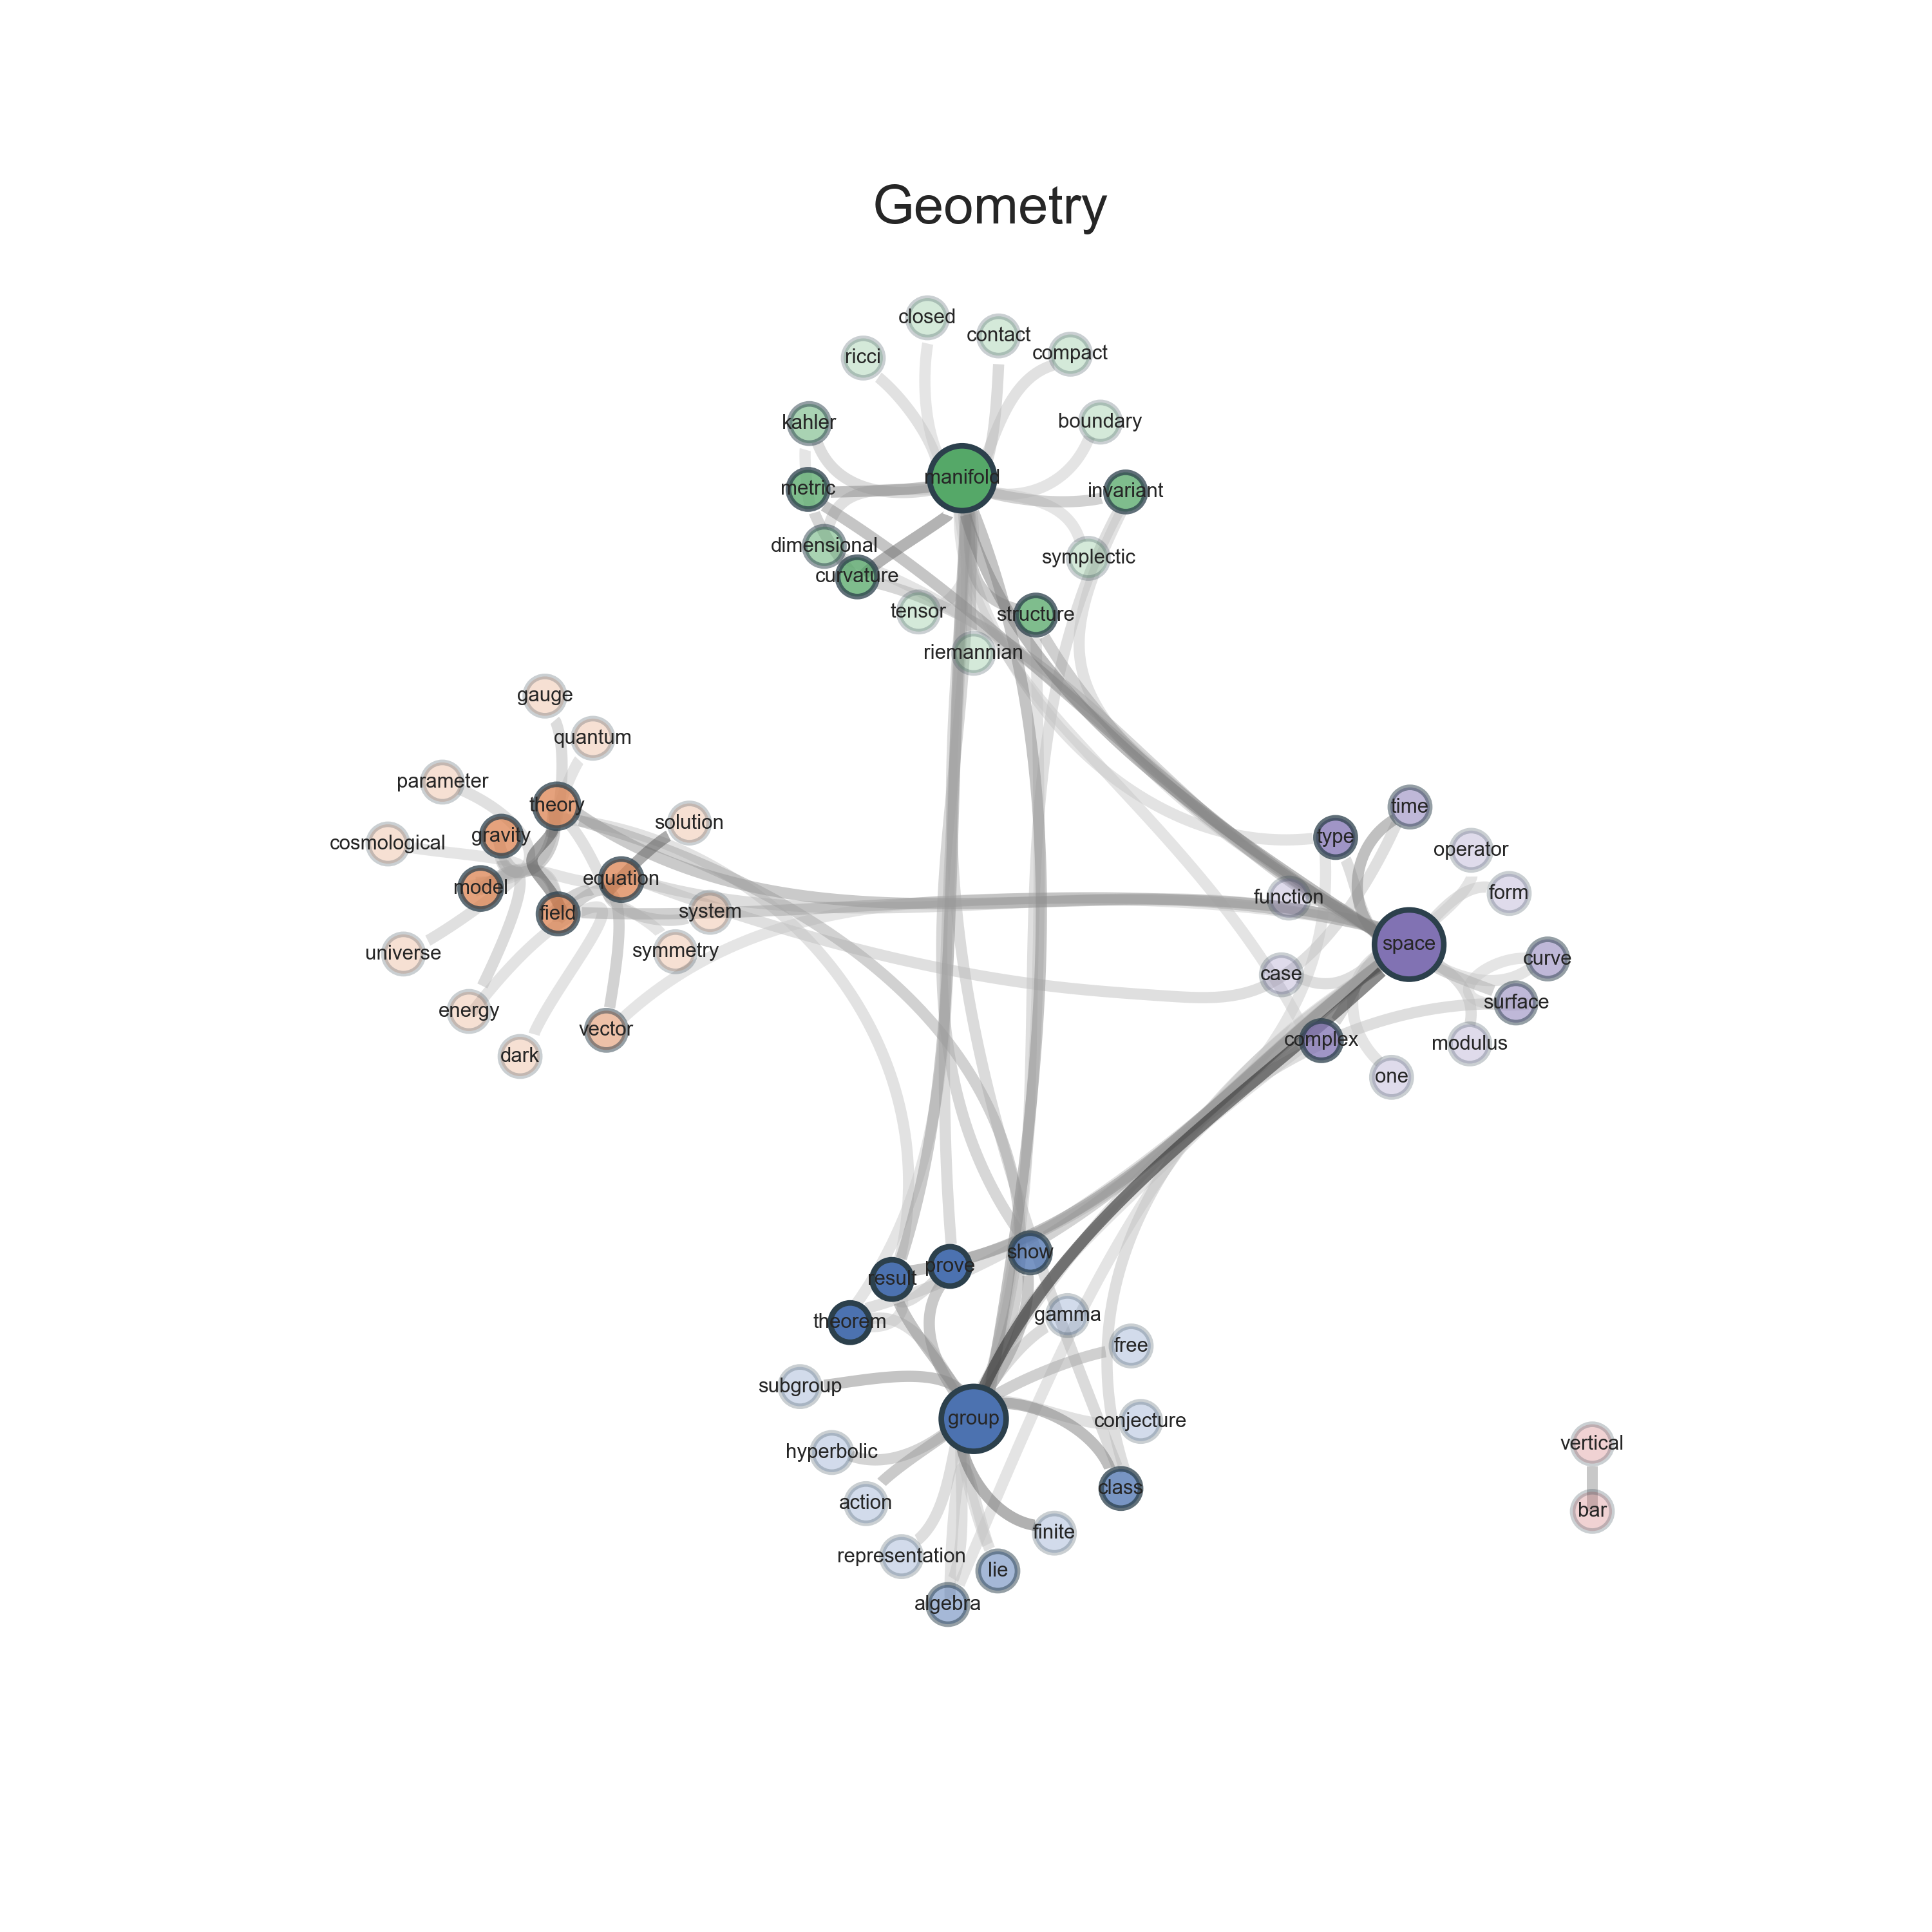 Geometry
closed
contact
compact
ricci
boundary
kahler
manifold
metric
invariant
dimensional
symplectic
curvature
tensor
structure
riemannian
gauge
quantum
parameter
theory
solution
gravity
cosmological
equation
model
field
system
symmetry
universe
energy
vector
dark
time
type
operator
function
form
space
curve
case
surface
complex
modulus
one
show
prove
result
theorem
gamma
free
subgroup
group
conjecture
hyperbolic
class
action
finite
representation
lie
algebra
vertical
bar